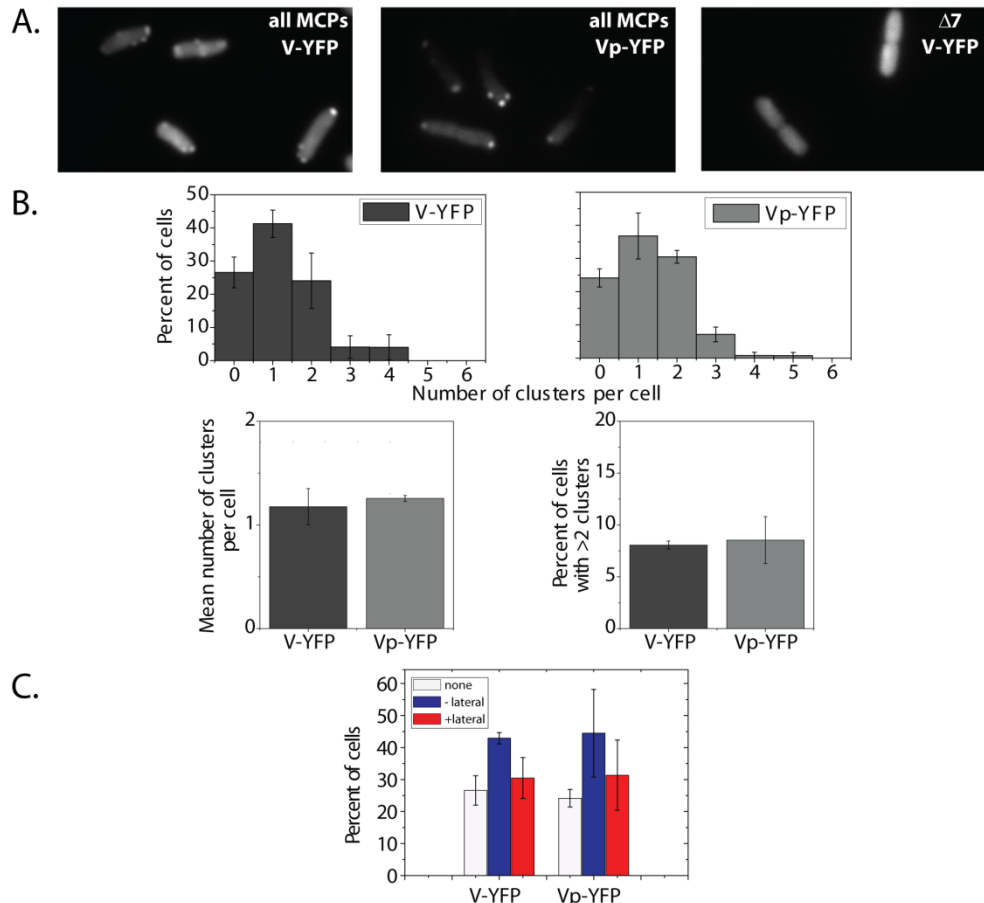 A.
all MCPs
V-YFP
all MCPs
Vp-YFP
Δ7
V-YFP
B.
Percent of cells
50
40
30
20
10
0
V-YFP
0 1 2 3 4 5 6
Vp-YFP
0 1 2 3 4 5 6
Number of clusters per cell
Mean number of clusters
per cell
2
1
0
V-YFP Vp-YFP
Percent of cells
with >2 clusters
20
15
10
5
0
V-YFP Vp-YFP
C.
Percent of cells
60
50
40
30
20
10
0
none
- lateral
+lateral
V-YFP Vp-YFP